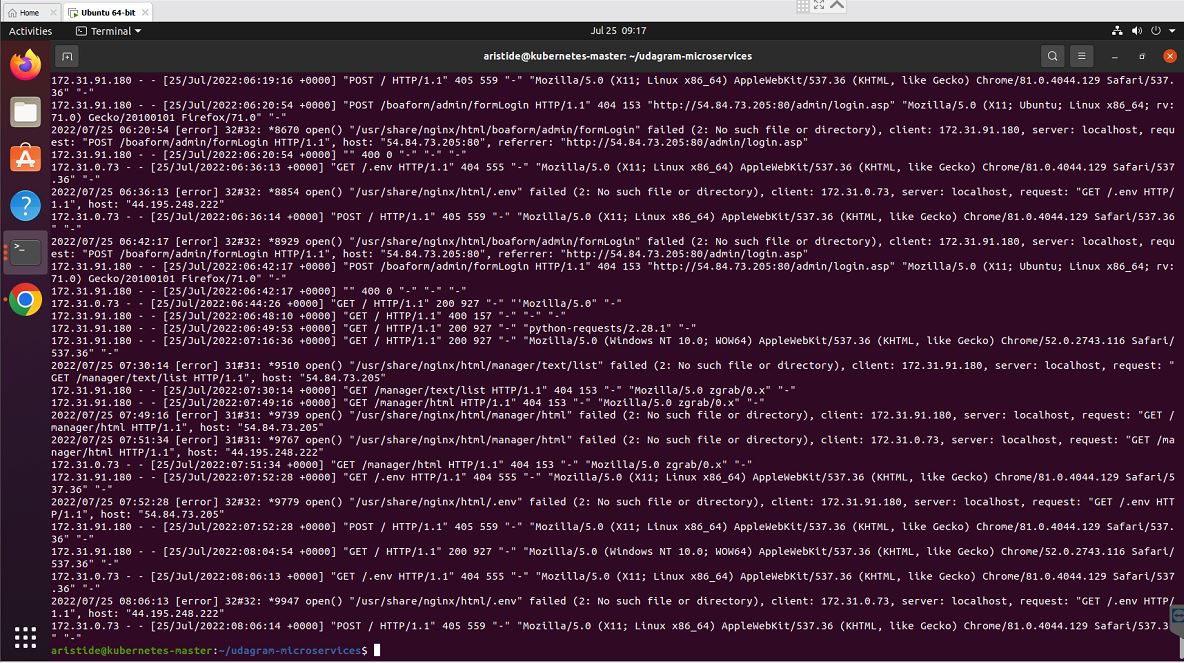 Home
Ubuntu 64-bit
Activities
Terminal
Jul 25 09:17
aristide@kubernetes-master: ~/udagram-microservices
172.31.91.180 - - [25/Jul/2022:06:19:16 +0000] "POST / HTTP/1.1" 405 559 "-" "Mozilla/5.0 (X11; Linux x86_64) AppleWebKit/537.36 (KHTML, like Gecko) Chrome/81.0.4044.129 Safari/537.
36" "-"
172.31.91.180 - - [25/Jul/2022:06:20:54 +0000] "POST /boaform/admin/formLogin HTTP/1.1" 404 153 "http://54.84.73.205:80/admin/login.asp" "Mozilla/5.0 (X11; Ubuntu; Linux x86_64; rv:
71.0) Gecko/20100101 Firefox/71.0" "-"
2022/07/25 06:20:54 [error] 32#32: *8670 open() "/usr/share/nginx/html/boaform/admin/formLogin" failed (2: No such file or directory), client: 172.31.91.180, server: localhost, requ
est: "POST /boaform/admin/formLogin HTTP/1.1", host: "54.84.73.205:80", referrer: "http://54.84.73.205:80/admin/login.asp"
172.31.91.180 - - [25/Jul/2022:06:20:54 +0000] "" 400 0 "-" "-" "-"
172.31.0.73 - - [25/Jul/2022:06:36:13 +0000] "GET /.env HTTP/1.1" 404 555 "-" "Mozilla/5.0 (X11; Linux x86_64) AppleWebKit/537.36 (KHTML, like Gecko) Chrome/81.0.4044.129 Safari/537
.36" "-"
2022/07/25 06:36:13 [error] 32#32: *8854 open() "/usr/share/nginx/html/.env" failed (2: No such file or directory), client: 172.31.0.73, server: localhost, request: "GET /.env HTTP/
1.1", host: "44.195.248.222"
172.31.0.73 - - [25/Jul/2022:06:36:14 +0000] "POST / HTTP/1.1" 405 559 "-" "Mozilla/5.0 (X11; Linux x86_64) AppleWebKit/537.36 (KHTML, like Gecko) Chrome/81.0.4044.129 Safari/537.36
" "-"
2022/07/25 06:42:17 [error] 32#32: *8929 open() "/usr/share/nginx/html/boaform/admin/formLogin" failed (2: No such file or directory), client: 172.31.91.180, server: localhost, requ
est: "POST /boaform/admin/formLogin HTTP/1.1", host: "54.84.73.205:80", referrer: "http://54.84.73.205:80/admin/login.asp"
172.31.91.180 - - [25/Jul/2022:06:42:17 +0000] "POST /boaform/admin/formLogin HTTP/1.1" 404 153 "http://54.84.73.205:80/admin/login.asp" "Mozilla/5.0 (X11; Ubuntu; Linux x86_64; rv:
71.0) Gecko/20100101 Firefox/71.0" "-"
172.31.91.180 - - [25/Jul/2022:06:42:17 +0000] "" 400 0 "-" "-" "-"
172.31.0.73 - - [25/Jul/2022:06:44:26 +0000] "GET / HTTP/1.1" 200 927 "-" "'Mozilla/5.0" "-"
172.31.91.180 - - [25/Jul/2022:06:48:10 +0000] "GET / HTTP/1.1" 400 157 "-" "-" "-"
172.31.91.180 - - [25/Jul/2022:06:49:53 +0000] "GET / HTTP/1.1" 200 927 "-" "python-requests/2.28.1" "-"
172.31.91.180 - - [25/Jul/2022:07:16:36 +0000] "GET / HTTP/1.1" 200 927 "-" "Mozilla/5.0 (Windows NT 10.0; WOW64) AppleWebKit/537.36 (KHTML, like Gecko) Chrome/52.0.2743.116 Safari/
537.36" "-"
2022/07/25 07:30:14 [error] 31#31: *9510 open() "/usr/share/nginx/html/manager/text/list" failed (2: No such file or directory), client: 172.31.91.180, server: localhost, request: "
GET /manager/text/list HTTP/1.1", host: "54.84.73.205"
172.31.91.180 - - [25/Jul/2022:07:30:14 +0000] "GET /manager/text/list HTTP/1.1" 404 153 "-" "Mozilla/5.0 zgrab/0.x" "-"
172.31.91.180 - - [25/Jul/2022:07:49:16 +0000] "GET /manager/html HTTP/1.1" 404 153 "-" "Mozilla/5.0 zgrab/0.x" "-"
2022/07/25 07:49:16 [error] 31#31: *9739 open() "/usr/share/nginx/html/manager/html" failed (2: No such file or directory), client: 172.31.91.180, server: localhost, request: "GET /
manager/html HTTP/1.1", host: "54.84.73.205"
2022/07/25 07:51:34 [error] 31#31: *9767 open() "/usr/share/nginx/html/manager/html" failed (2: No such file or directory), client: 172.31.0.73, server: localhost, request: "GET /ma
nager/html HTTP/1.1", host: "44.195.248.222"
172.31.0.73 - - [25/Jul/2022:07:51:34 +0000] "GET /manager/html HTTP/1.1" 404 153 "-" "Mozilla/5.0 zgrab/0.x" "-"
172.31.91.180 - - [25/Jul/2022:07:52:28 +0000] "GET /.env HTTP/1.1" 404 555 "-" "Mozilla/5.0 (X11; Linux x86_64) AppleWebKit/537.36 (KHTML, like Gecko) Chrome/81.0.4044.129 Safari/5
37.36" "-"
2022/07/25 07:52:28 [error] 32#32: *9779 open() "/usr/share/nginx/html/.env" failed (2: No such file or directory), client: 172.31.91.180, server: localhost, request: "GET /.env HTT
P/1.1", host: "54.84.73.205"
172.31.91.180 - - [25/Jul/2022:07:52:28 +0000] "POST / HTTP/1.1" 405 559 "-" "Mozilla/5.0 (X11; Linux x86_64) AppleWebKit/537.36 (KHTML, like Gecko) Chrome/81.0.4044.129 Safari/537.
36" "-"
172.31.91.180 - - [25/Jul/2022:08:04:54 +0000] "GET / HTTP/1.1" 200 927 "-" "Mozilla/5.0 (Windows NT 10.0; WOW64) AppleWebKit/537.36 (KHTML, like Gecko) Chrome/52.0.2743.116 Safari/
537.36" "-"
172.31.0.73 - - [25/Jul/2022:08:06:13 +0000] "GET /.env HTTP/1.1" 404 555 "-" "Mozilla/5.0 (X11; Linux x86_64) AppleWebKit/537.36 (KHTML, like Gecko) Chrome/81.0.4044.129 Safari/537
.36" "-"
2022/07/25 08:06:13 [error] 32#32: *9947 open() "/usr/share/nginx/html/.env" failed (2: No such file or directory), client: 172.31.0.73, server: localhost, request: "GET /.env HTTP/
1.1", host: "44.195.248.222"
172.31.0.73 - - [25/Jul/2022:08:06:14 +0000] "POST / HTTP/1.1" 405 559 "-" "Mozilla/5.0 (X11; Linux x86_64) AppleWebKit/537.36 (KHTML, like Gecko) Chrome/81.0.4044.129 Safari/537.3
" "-"
aristide@kubernetes-master:~/udagram-microservices$